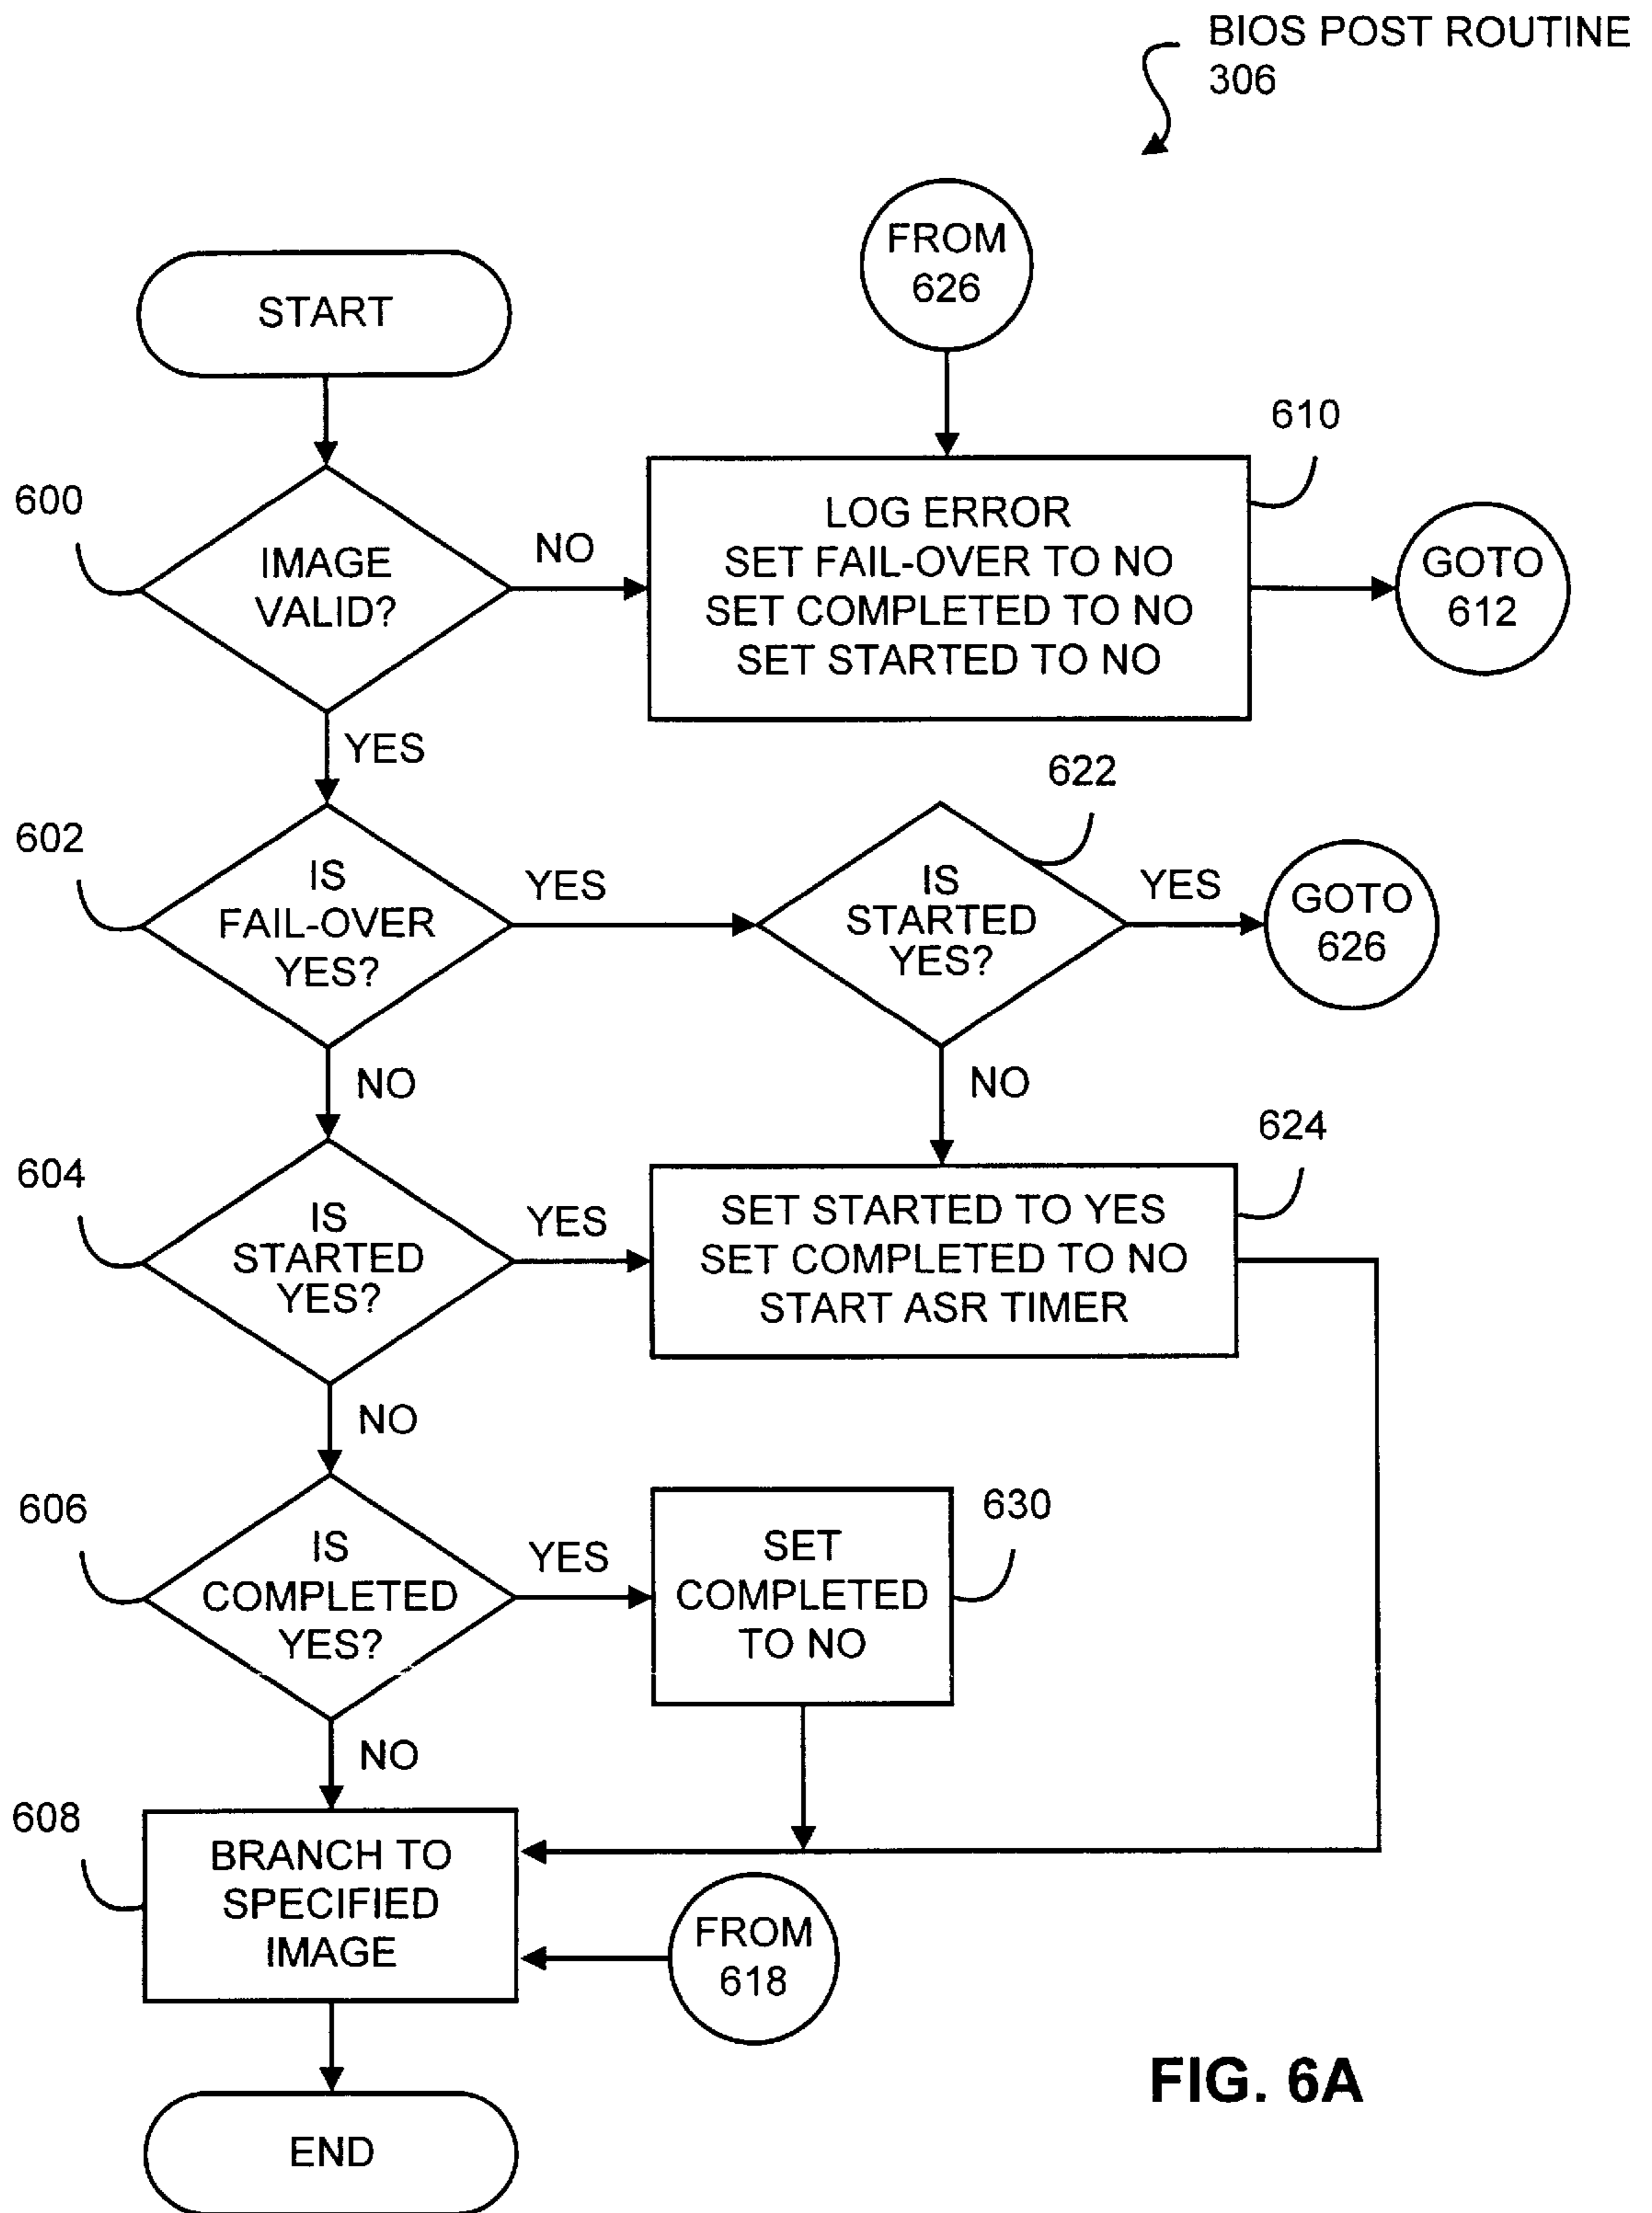 BIOS POST ROUTINE
306
FROM
626
START
610
600
IMAGE
VALID?
NO
LOG ERROR
SET FAIL-OVER TO NO
SET COMPLETED TO NO
SET STARTED TO NO
GOTO
612
YES
622
602
IS
FAIL-OVER
YES?
YES
IS
STARTED
YES?
YES
GOTO
626
NO
NO
624
604
IS
STARTED
YES?
YES
SET STARTED TO YES
SET COMPLETED TO NO
START ASR TIMER
NO
606
IS
COMPLETED
YES?
YES
SET
COMPLETED
TO NO
630
NO
608
BRANCH TO
SPECIFIED
IMAGE
FROM
618
END
FIG. 6A